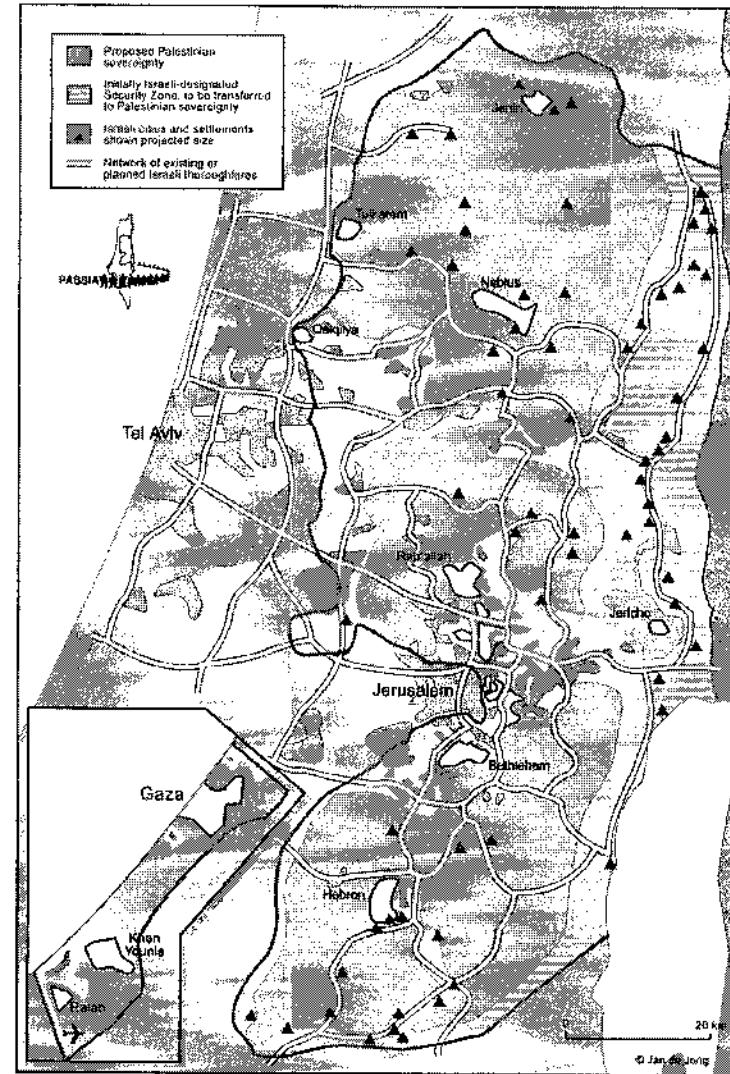 Proposed Palestinian
sovereignty
Initially Israeli-designated
Security Zone, to be transferred
to Palestinian sovereignty
Israeli cities and settlements
shown projected size
Network of existing or
planned Israeli thoroughfares
Jenin
Tulkarem
Nablus
Qalqilya
Tel Aviv
Ramallah
Jericho
Jerusalem
Bethlehem
Gaza
Hebron
Khan
Younis
Rafah
20 km
© Jan de Jong